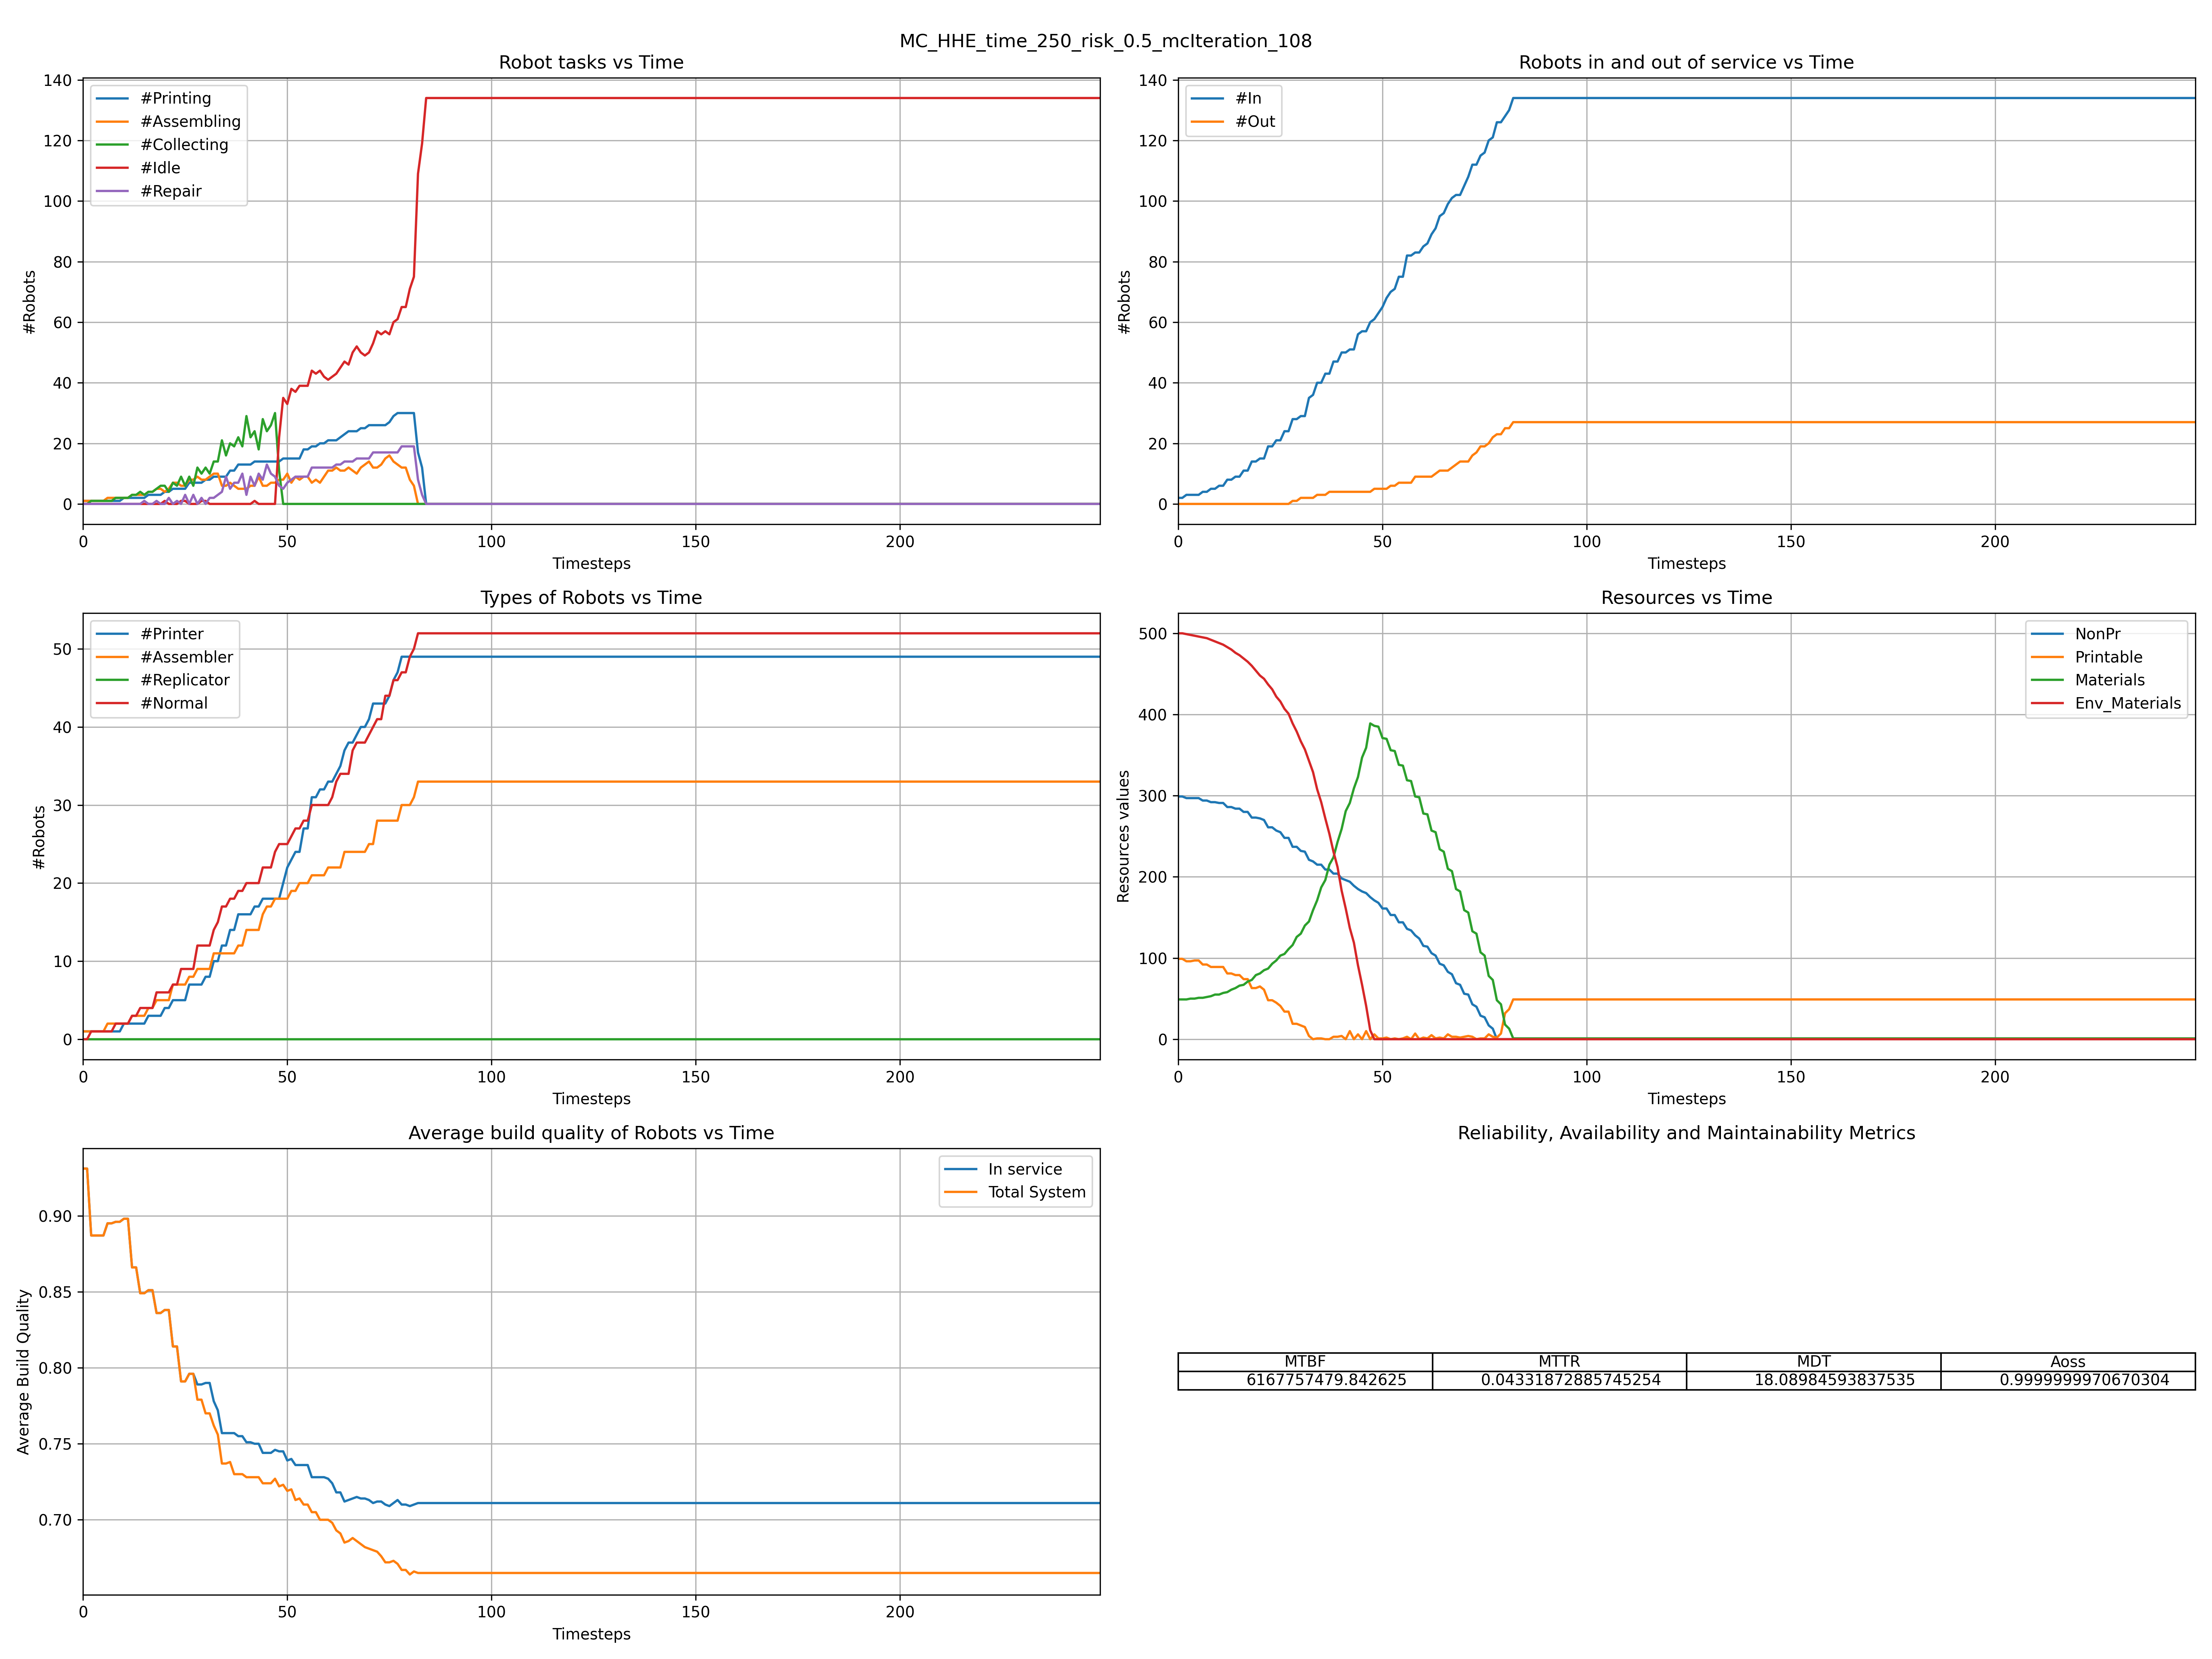 MC_HHE_time_250_risk_0.5_mcIteration_108
Robot tasks vs Time
#Robots
140
120
100
80
60
40
20
0
#Printing
#Assembling
#Collecting
#Idle
#Repair
0 50 100 150 200
Timesteps
Robots in and out of service vs Time
#Robots
140
120
100
80
60
40
20
0
#In
#Out
0 50 100 150 200
Timesteps
Types of Robots vs Time
#Robots
50
40
30
20
10
0
#Printer
#Assembler
#Replicator
#Normal
0 50 100 150 200
Timesteps
Resources vs Time
Resources values
500
400
300
200
100
0
NonPr
Printable
Materials
Env_Materials
0 50 100 150 200
Timesteps
Average build quality of Robots vs Time
Average Build Quality
0.90
0.85
0.80
0.75
0.70
In service
Total System
0 50 100 150 200
Timesteps
Reliability, Availability and Maintainability Metrics
MTBF MTTR MDT Aoss
6167757479.842625 0.04331872885745254 18.08984593837535 0.9999999970670304